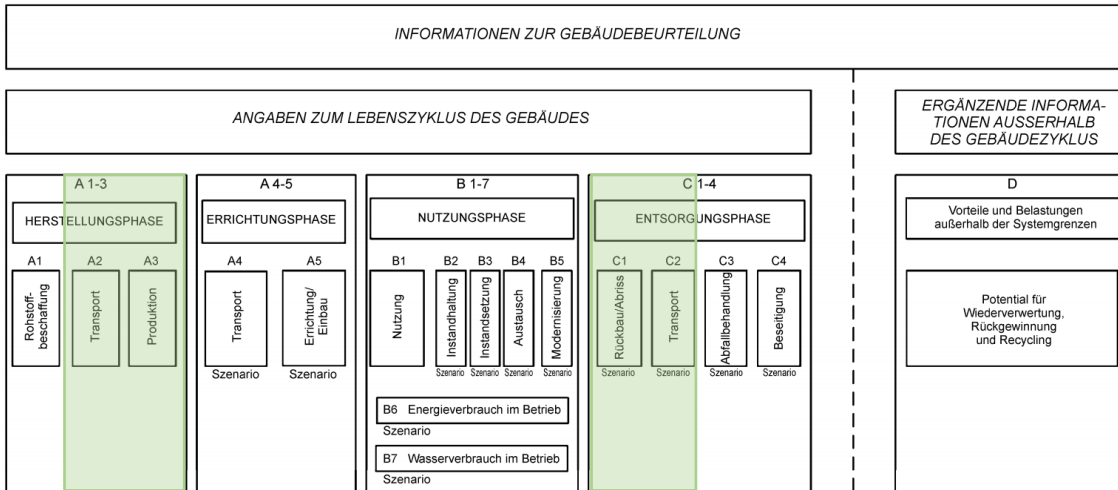 INFORMATIONEN ZUR GEBÄUDEBEURTEILUNG
ANGABEN ZUM LEBENSZYKLUS DES GEBÄUDES
ERGÄNZENDE INFORMA-
TIONEN AUSSERHALB
DES GEBÄUDEZYKLUS
A 1-3
HERSTELLUNGSPHASE
A1
Rohstoff-
beschaffung
A2
Transport
A3
Produktion
A 4-5
ERRICHTUNGSPHASE
A4
Transport
Szenario
A5
Errichtung/
Einbau
Szenario
B 1-7
NUTZUNGSPHASE
B1
Nutzung
B2
Instandhaltung
Szenario
B3
Instandsetzung
Szenario
B4
Austausch
Szenario
B5
Modernisierung
Szenario
B6 Energieverbrauch im Betrieb
Szenario
B7 Wasserverbrauch im Betrieb
Szenario
C 1-4
ENTSORGUNGSPHASE
C1
Rückbau/Abriss
Szenario
C2
Transport
Szenario
C3
Abfallbehandlung
Szenario
C4
Beseitigung
Szenario
D
Vorteile und Belastungen
außerhalb der Systemgrenzen
Potential für
Wiederverwertung,
Rückgewinnung
und Recycling